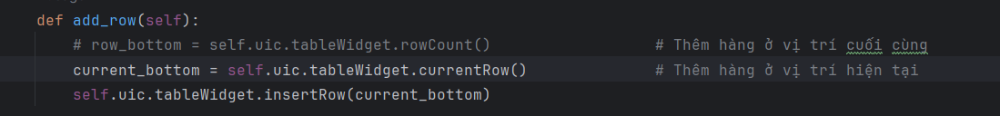 def add_row(self):
# row_bottom = self.uic.tableWidget.rowCount() # Thêm hàng ở vị trí cuối cùng
current_bottom = self.uic.tableWidget.currentRow() # Thêm hàng ở vị trí hiện tại
self.uic.tableWidget.insertRow(current_bottom)